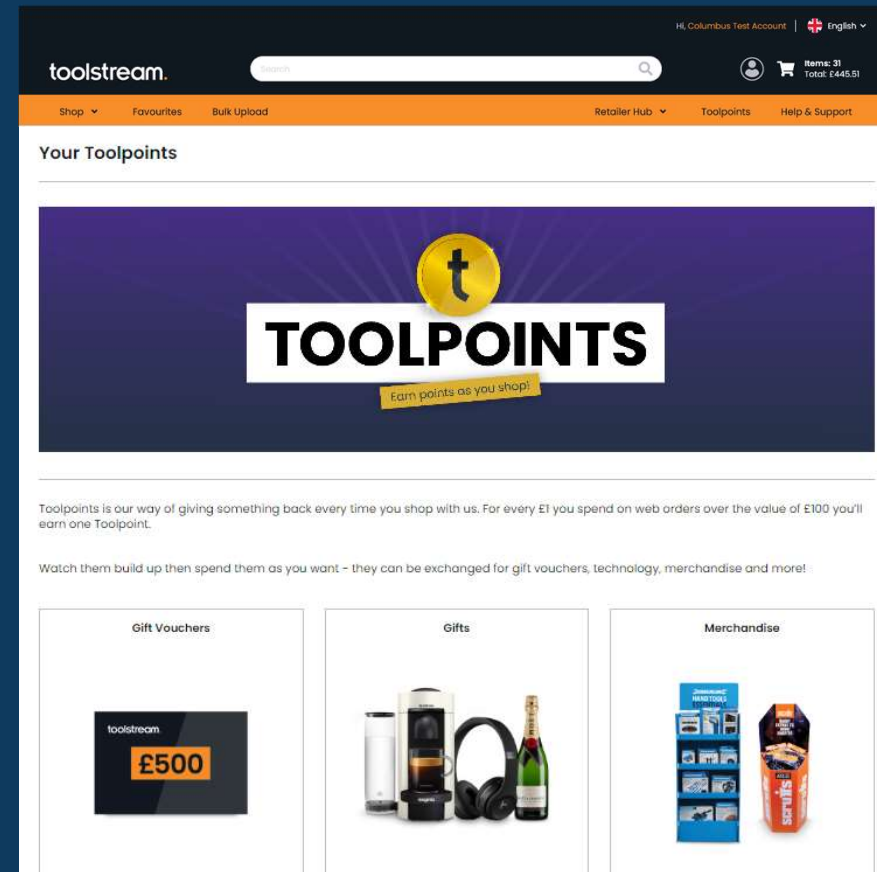 Hi, Columbus Test Account | English
toolstream.
Search
Items: 31
Total: £445.51
Shop Favourites Bulk Upload Retailer Hub Toolpoints Help & Support
Your Toolpoints
t
TOOLPOINTS
Earn points as you shop!
Toolpoints is our way of giving something back every time you shop with us. For every £1 you spend on web orders over the value of £100 you'll
earn one Toolpoint.
Watch them build up then spend them as you want - they can be exchanged for gift vouchers, technology, merchandise and more!
Gift Vouchers
Gifts
Merchandise
toolstream.
£500
HAND TOOLS
ESSENTIALS
scruffs